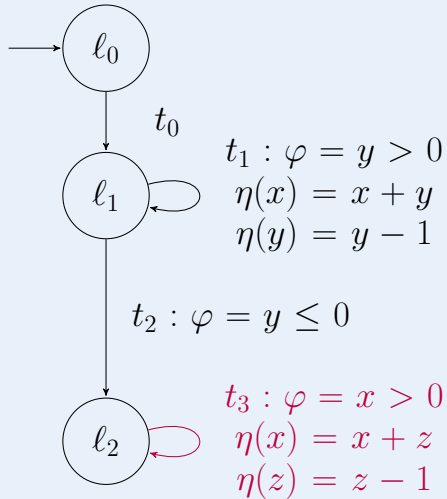 ℓ₀
t₀
t₁ : φ = y > 0
ℓ₁
η(x) = x + y
η(y) = y − 1
t₂ : φ = y ≤ 0
t₃ : φ = x > 0
ℓ₂
η(x) = x + z
η(z) = z − 1